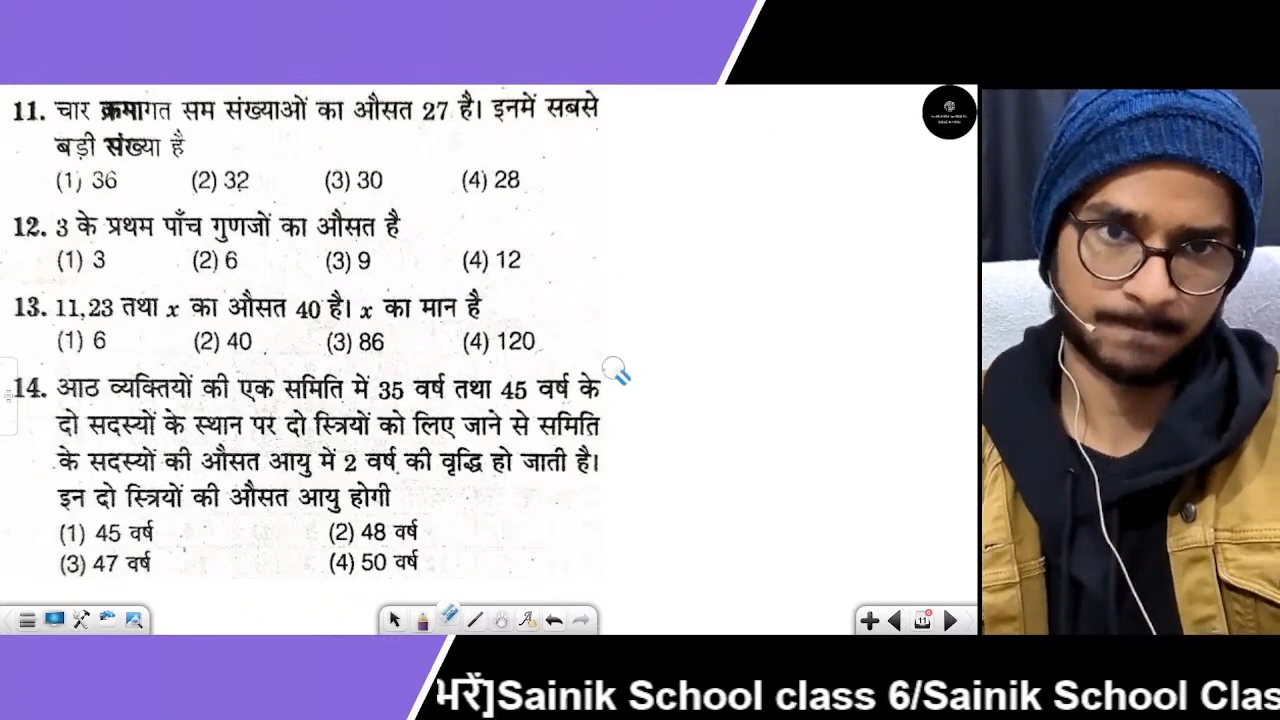 11. चार क्रमागत सम संख्याओं का औसत 27 है। इनमें सबसे
बड़ी संख्या है
(1) 36 (2) 32 (3) 30 (4) 28
12. 3 के प्रथम पाँच गुणजों का औसत है
(1) 3 (2) 6 (3) 9 (4) 12
13. 11,23 तथा x का औसत 40 है। x का मान है
(1) 6 (2) 40 (3) 86 (4) 120
14. आठ व्यक्तियों की एक समिति में 35 वर्ष तथा 45 वर्ष के
दो सदस्यों के स्थान पर दो स्त्रियों को लिए जाने से समिति
के सदस्यों की औसत आयु में 2 वर्ष की वृद्धि हो जाती है।
इन दो स्त्रियों की औसत आयु होगी
(1) 45 वर्ष (2) 48 वर्ष
(3) 47 वर्ष (4) 50 वर्ष
11
भरें]Sainik School class 6/Sainik School Clas